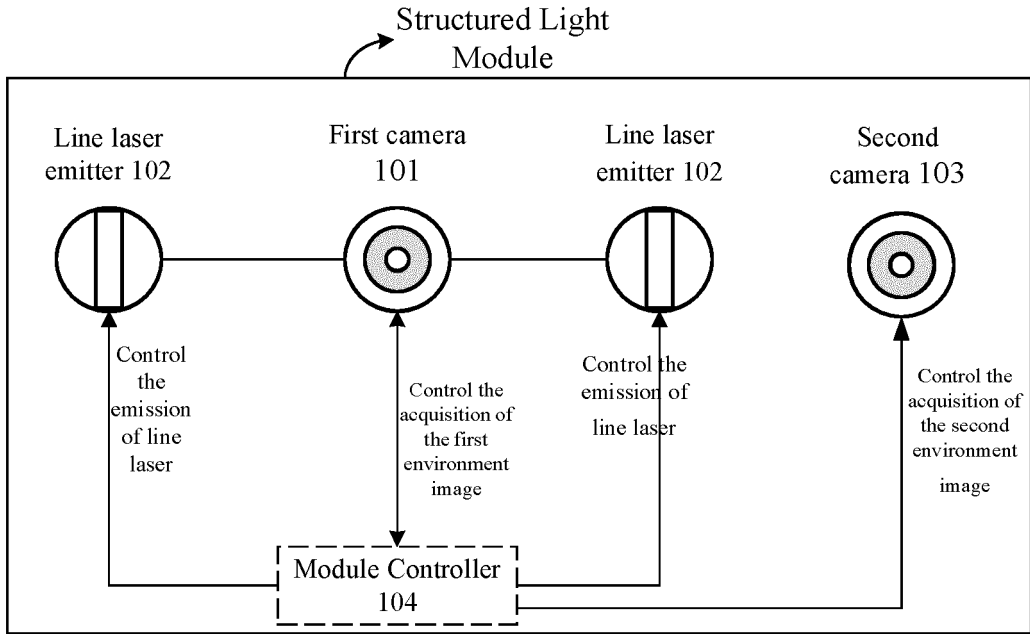 Structured Light
Module
Line laser
emitter 102
First camera
101
Line laser
emitter 102
Second
camera 103
Control
the
emission
of line
laser
Control the
acquisition of
the first
environment
image
Control the
emission of
line laser
Control the
acquisition of
the second
environment
image
Module Controller
104